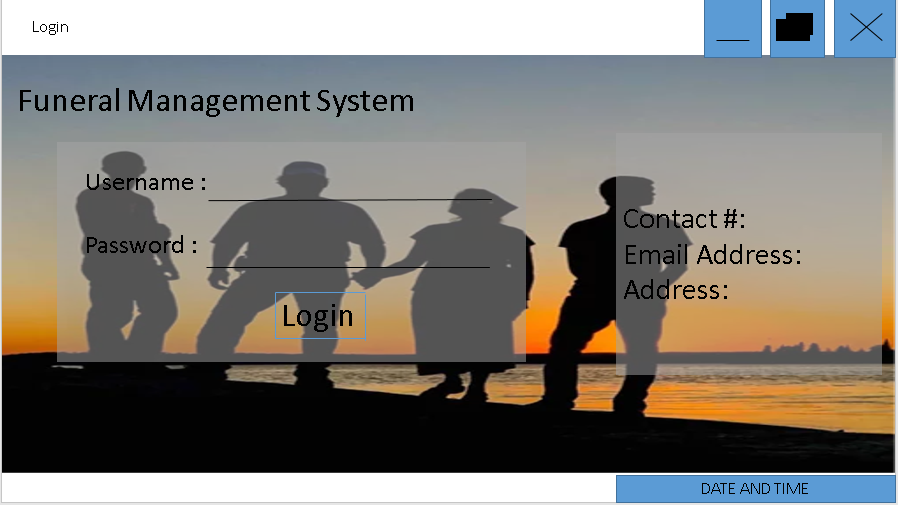 Login
Funeral Management System
Username :
Password :
Login
Contact #:
Email Address:
Address:
DATE AND TIME